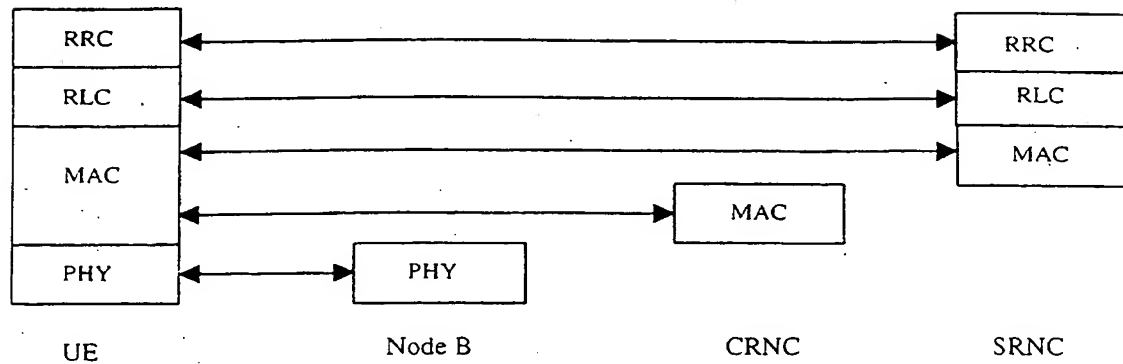 RRC
RRC
RLC
RLC
MAC
MAC
MAC
PHY
PHY
UE
Node B
CRNC
SRNC